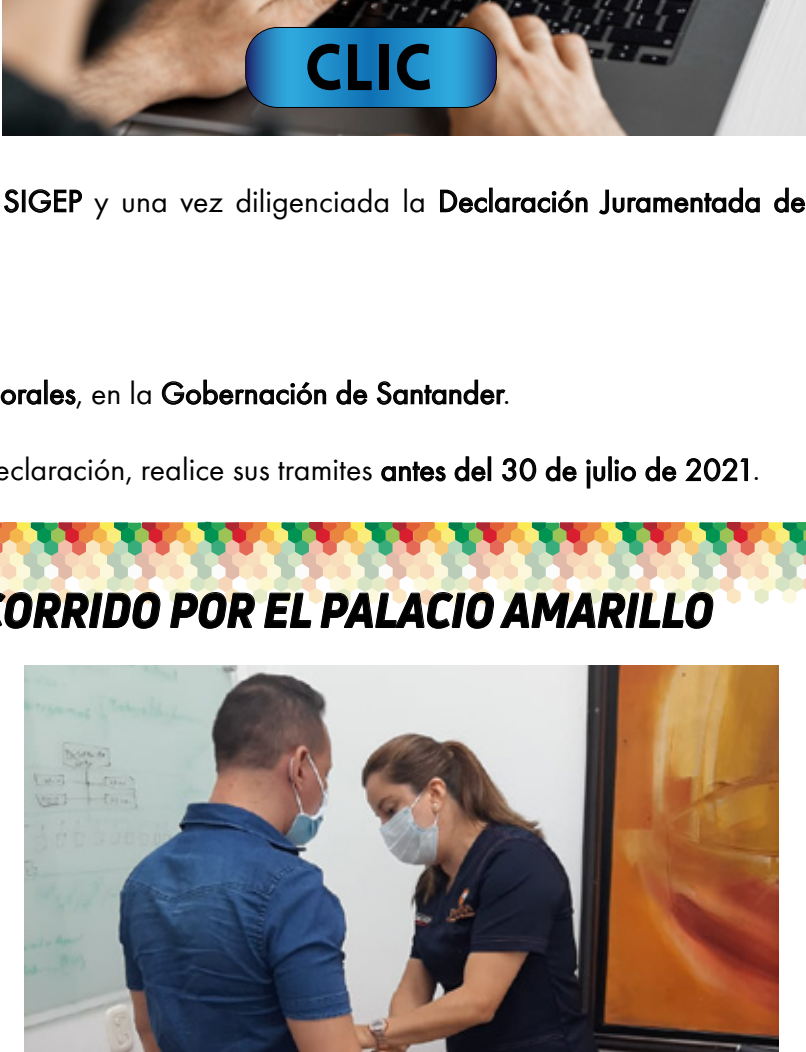 CLIC
SIGEP y una vez diligenciada la Declaración Juramentada de
orales, en la Gobernación de Santander.
eclaración, realice sus tramites antes del 30 de julio de 2021.
CORRIDO POR EL PALACIO AMARILLO